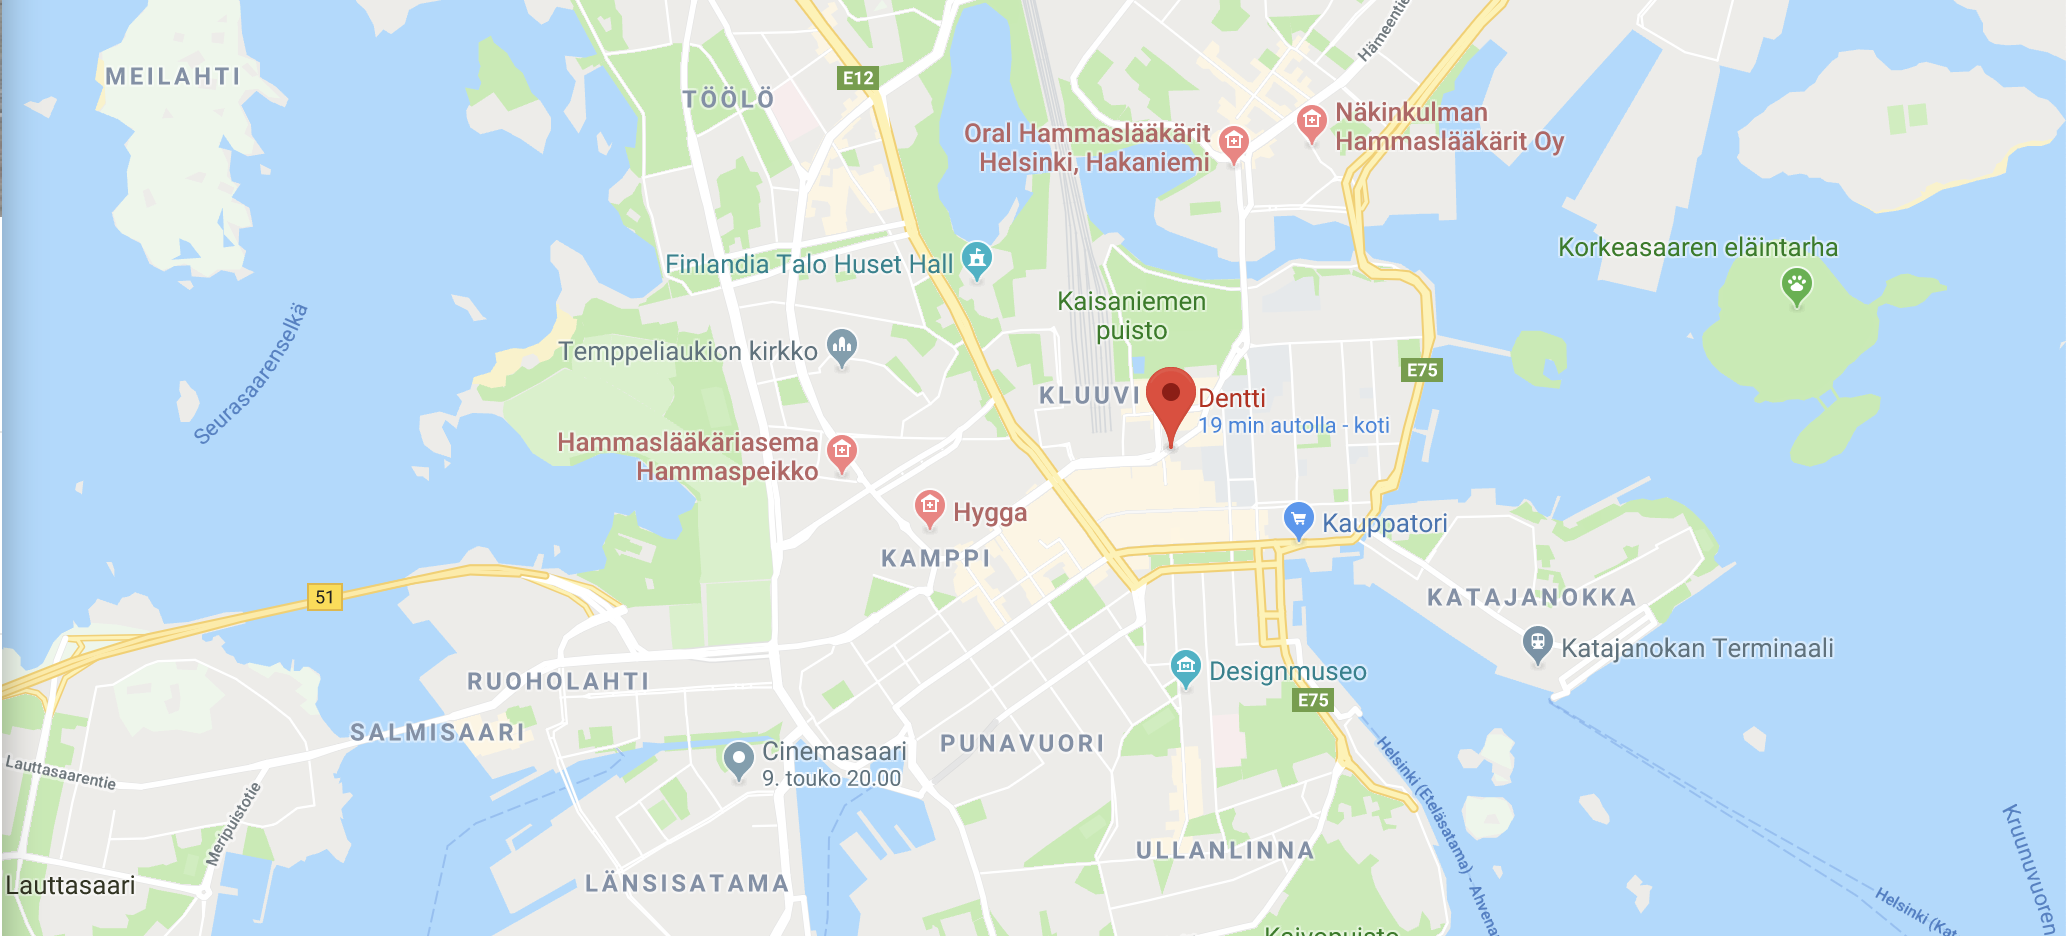 MEILAHTI
TÖÖLÖ
E12
Hämeentie
Oral Hammaslääkärit
Helsinki, Hakaniemi
Näkinkulman
Hammaslääkärit Oy
Korkeasaaren eläintarha
Finlandia Talo Huset Hall
Kaisaniemen
puisto
Seurasaarenselkä
Temppeliaukion kirkko
E75
KLUUVI
Dentti
19 min autolla - koti
Hammaslääkäriasema
Hammaspeikko
Hygga
Kauppatori
KAMPPI
51
KATAJANOKKA
Katajanokan Terminaali
RUOHOLAHTI
Designmuseo
E75
SALMISAARI
PUNAVUORI
Cinemasaari
9. touko 20.00
Lauttasaarentie
Meripuistotie
Helsinki (Eteläsatama) - Ahvena
Kruunuvuoren
ULLANLINNA
Lauttasaari
LÄNSISATAMA
Helsinki (Kat
Kaivopuisto